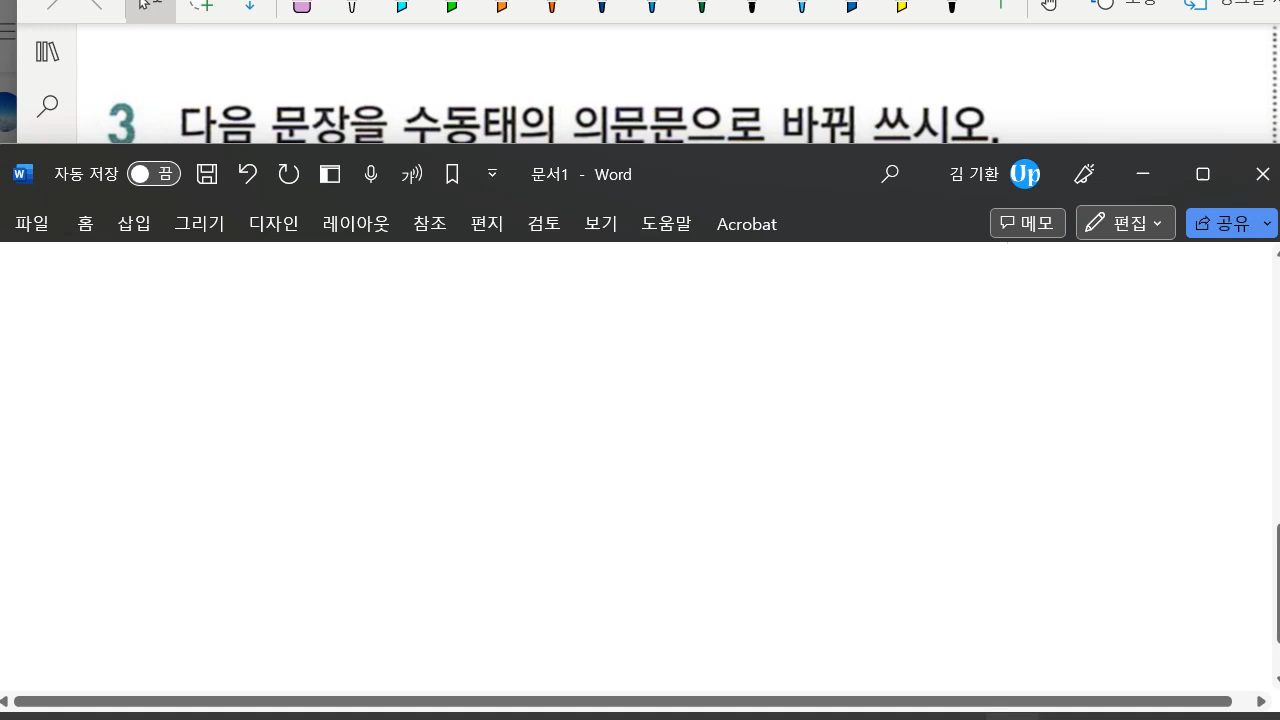 3 다음 문장을 수동태의 의문문으로 바꿔 쓰시오.
자동 저장 끔 가 문서1 - Word 김 기환 Up
파일 홈 삽입 그리기 디자인 레이아웃 참조 편지 검토 보기 도움말 Acrobat 메모 편집 공유